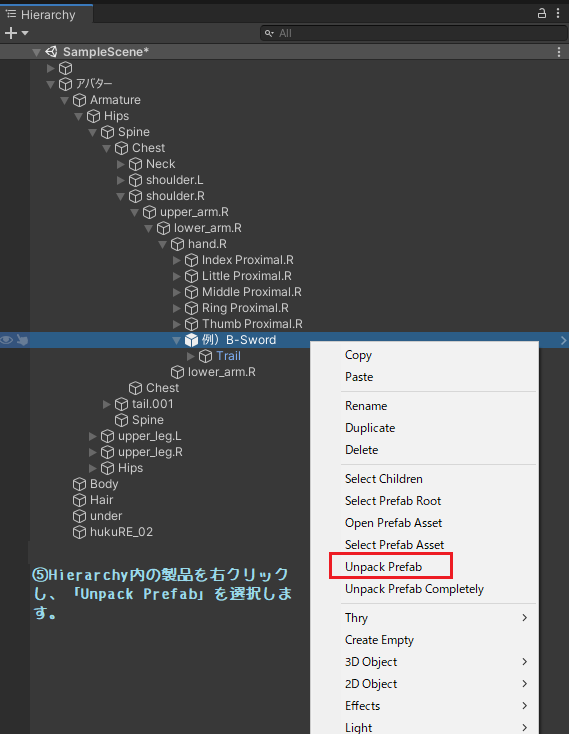 Hierarchy
All
SampleScene*
アバター
Armature
Hips
Spine
Chest
Neck
shoulder.L
shoulder.R
upper_arm.R
lower_arm.R
hand.R
Index Proximal.R
Little Proximal.R
Middle Proximal.R
Ring Proximal.R
Thumb Proximal.R
例）B-Sword
Trail
lower_arm.R
Chest
tail.001
Spine
upper_leg.L
upper_leg.R
Hips
Body
Hair
under
hukuRE_02
⑤Hierarchy内の製品を右クリック
し、「Unpack Prefab」を選択しま
す。
Copy
Paste
Rename
Duplicate
Delete
Select Children
Select Prefab Root
Open Prefab Asset
Select Prefab Asset
Unpack Prefab
Unpack Prefab Completely
Thry
Create Empty
3D Object
2D Object
Effects
Light